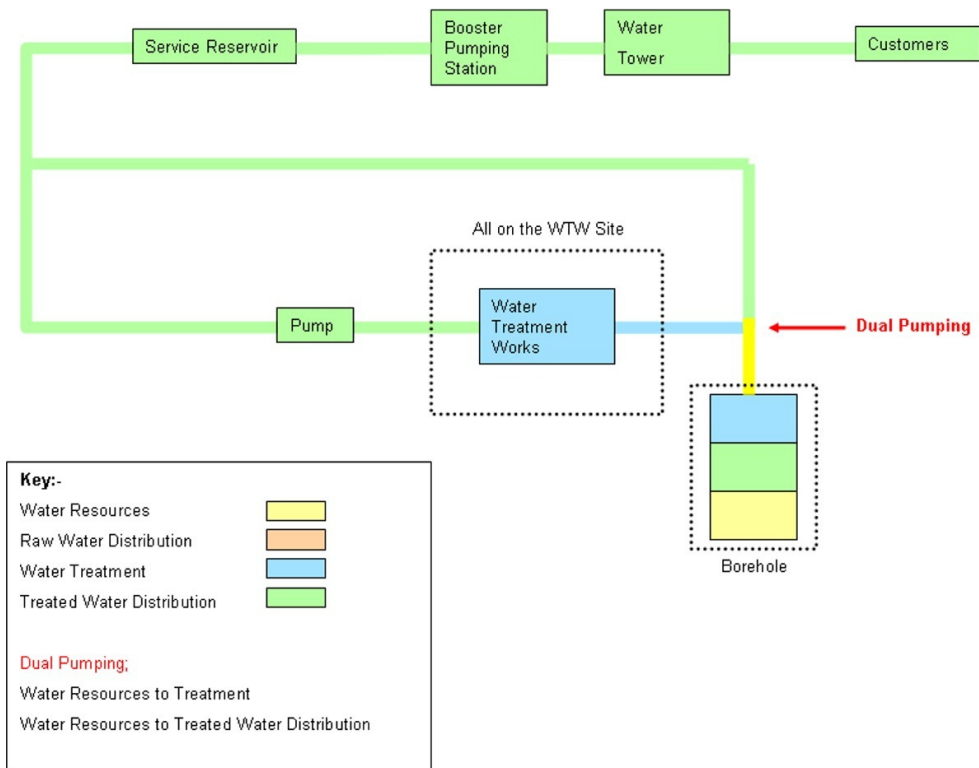 Service Reservoir
Booster
Pumping
Station
Water
Tower
Customers
All on the WTW Site
Pump
Water
Treatment
Works
Dual Pumping
Borehole
Key:-
Water Resources
Raw Water Distribution
Water Treatment
Treated Water Distribution
Dual Pumping;
Water Resources to Treatment
Water Resources to Treated Water Distribution